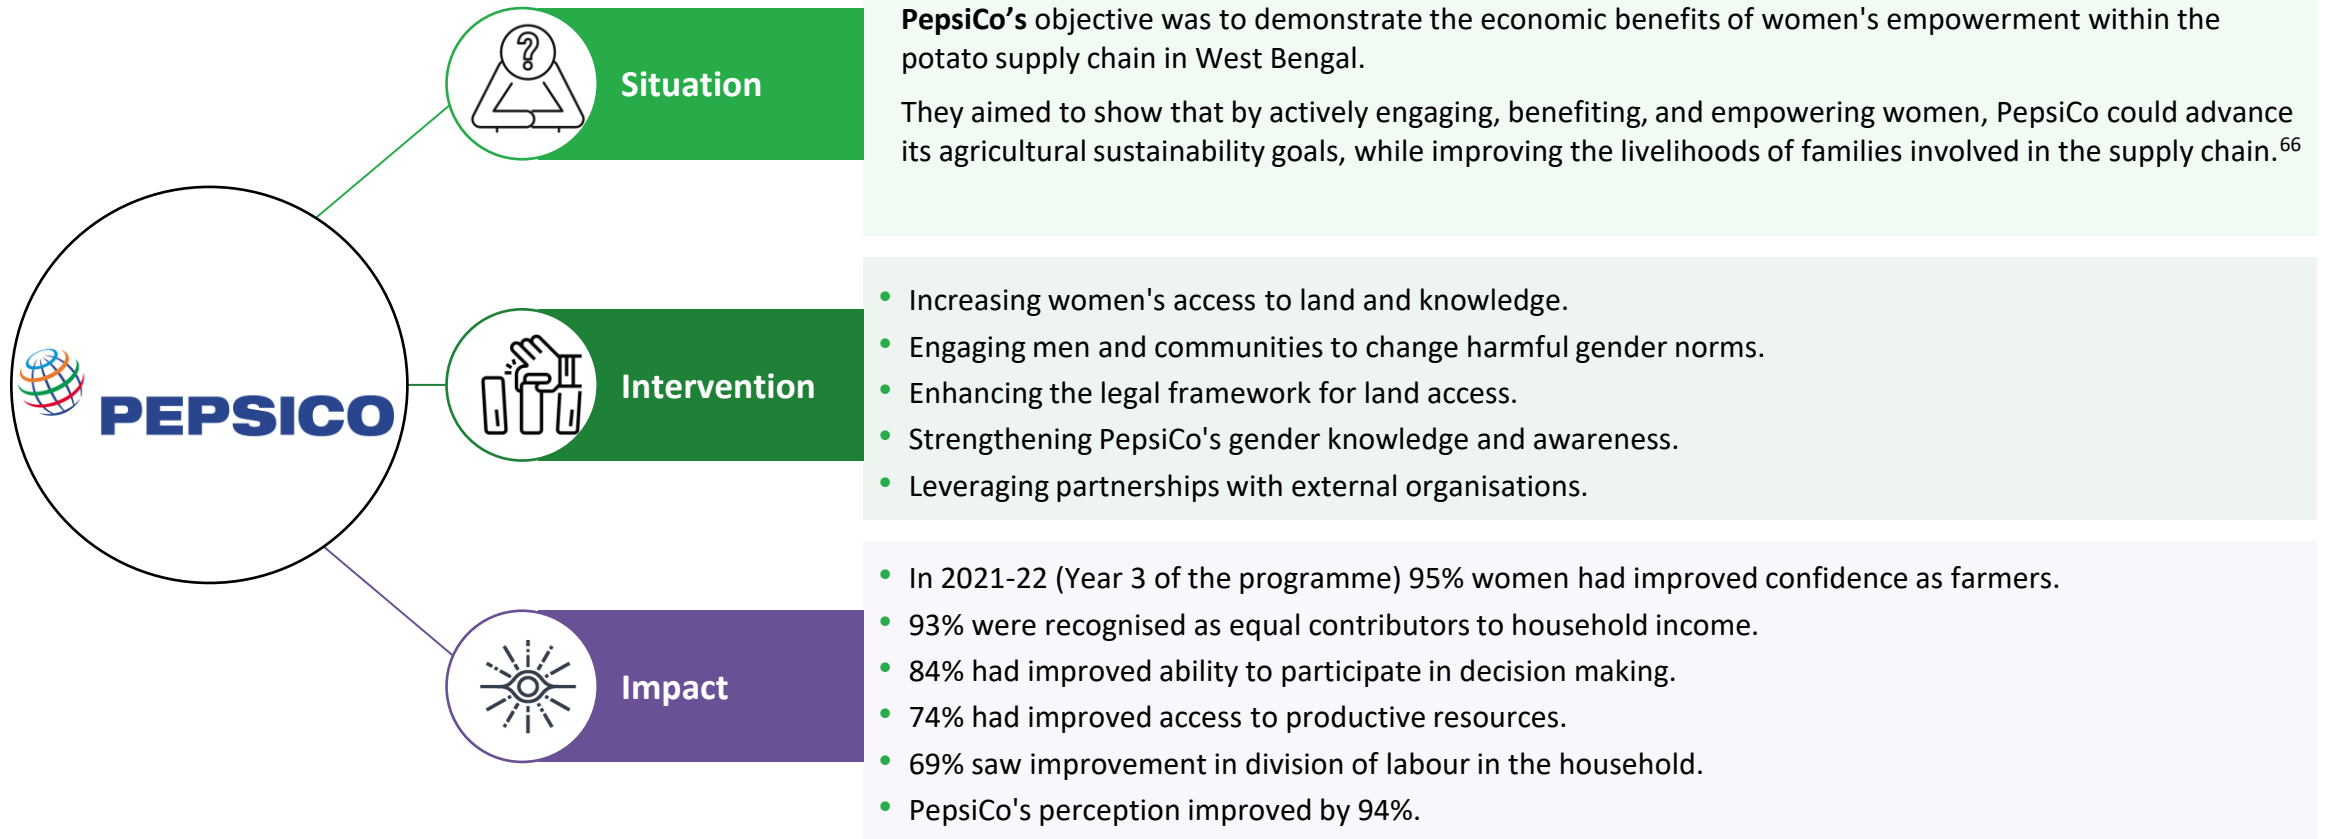 PEPSICO
Situation
PepsiCo’s objective was to demonstrate the economic benefits of women's empowerment within the
potato supply chain in West Bengal.
They aimed to show that by actively engaging, benefiting, and empowering women, PepsiCo could advance
its agricultural sustainability goals, while improving the livelihoods of families involved in the supply chain.66
Intervention
• Increasing women's access to land and knowledge.
• Engaging men and communities to change harmful gender norms.
• Enhancing the legal framework for land access.
• Strengthening PepsiCo's gender knowledge and awareness.
• Leveraging partnerships with external organisations.
Impact
• In 2021-22 (Year 3 of the programme) 95% women had improved confidence as farmers.
• 93% were recognised as equal contributors to household income.
• 84% had improved ability to participate in decision making.
• 74% had improved access to productive resources.
• 69% saw improvement in division of labour in the household.
• PepsiCo's perception improved by 94%.